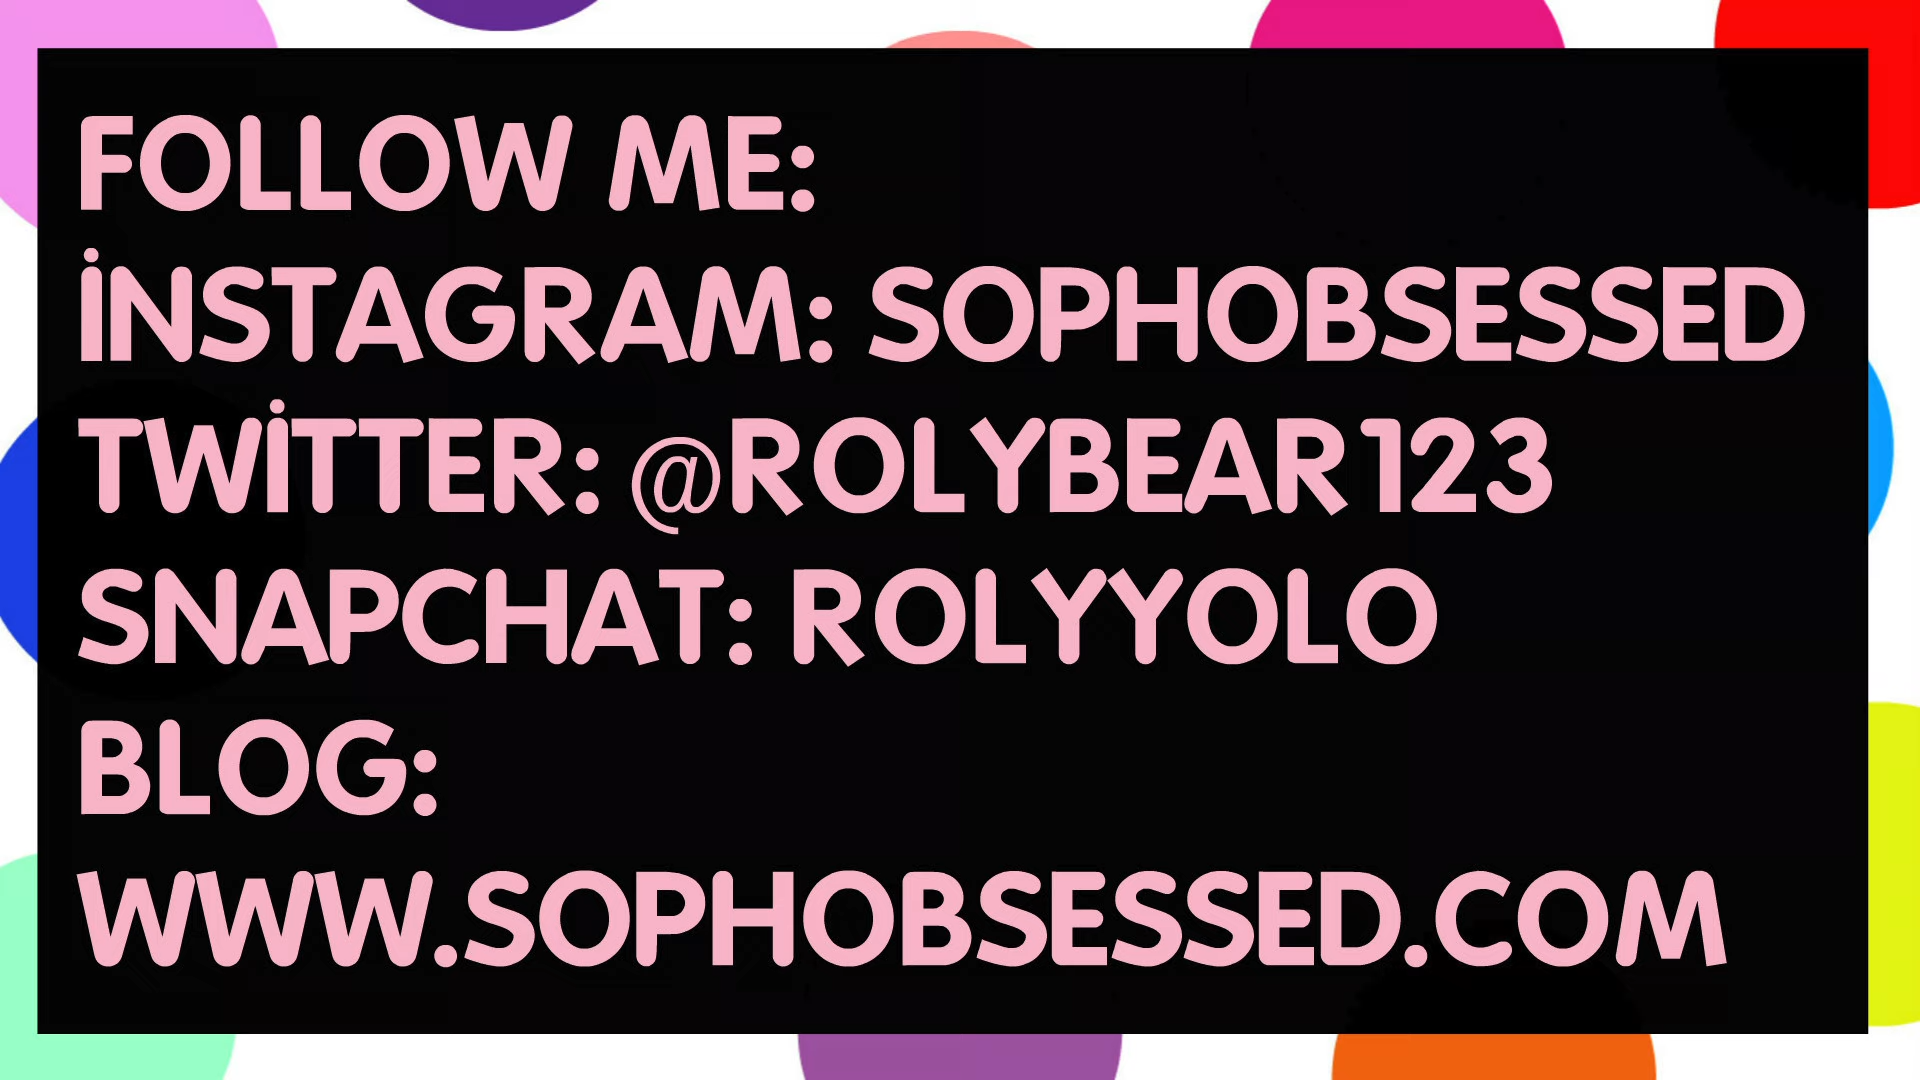 FOLLOW ME:
İNSTAGRAM: SOPHOBSESSED
TWİTTER: @ROLYBEAR123
SNAPCHAT: ROLYYOLO
BLOG:
WWW.SOPHOBSESSED.COM